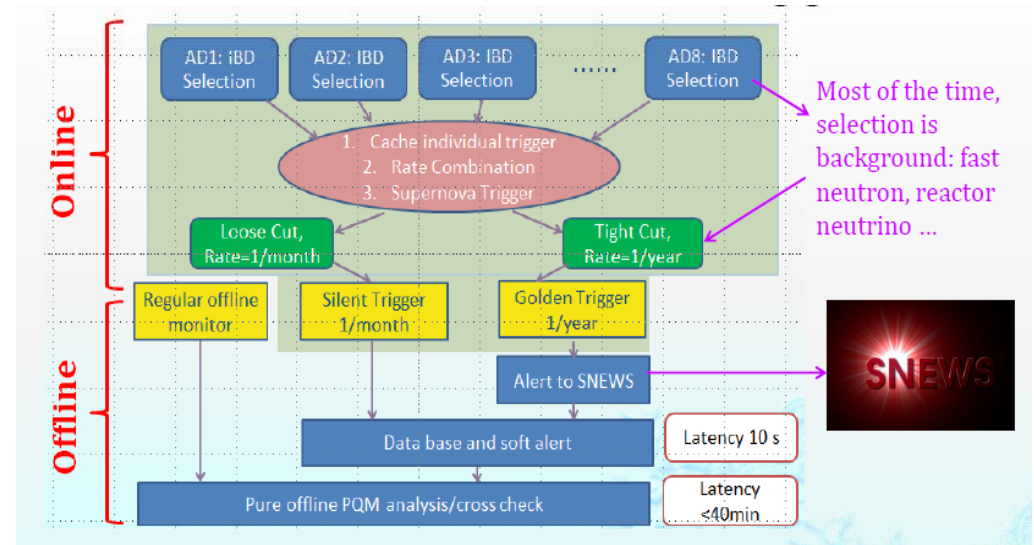 AD1: IBD
Selection
AD2: IBD
Selection
AD3: IBD
Selection
......
AD8: IBD
Selection
Online
1. Cache individual trigger
2. Rate Combination
3. Supernova Trigger
Most of the time,
selection is
background: fast
neutron, reactor
neutrino ...
Loose Cut,
Rate=1/month
Tight Cut,
Rate=1/year
Offline
Regular offline
monitor
Silent Trigger
1/month
Golden Trigger
1/year
Alert to SNEWS
SNEWS
Data base and soft alert
Latency 10 s
Pure offline PQM analysis/cross check
Latency
<40min